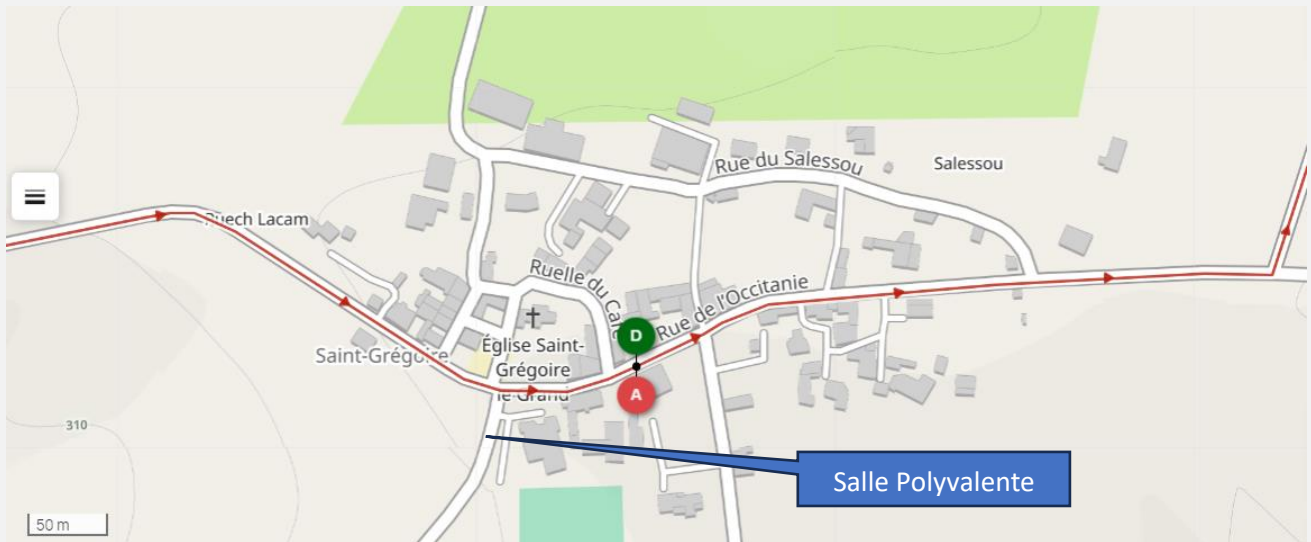 Rue du Salessou
Salessou
Puech Lacam
Ruelle du Café
Rue de l'Occitanie
D
Église Saint-
Grégoire
le-Grand
Saint-Grégoire
A
310
Salle Polyvalente
50 m